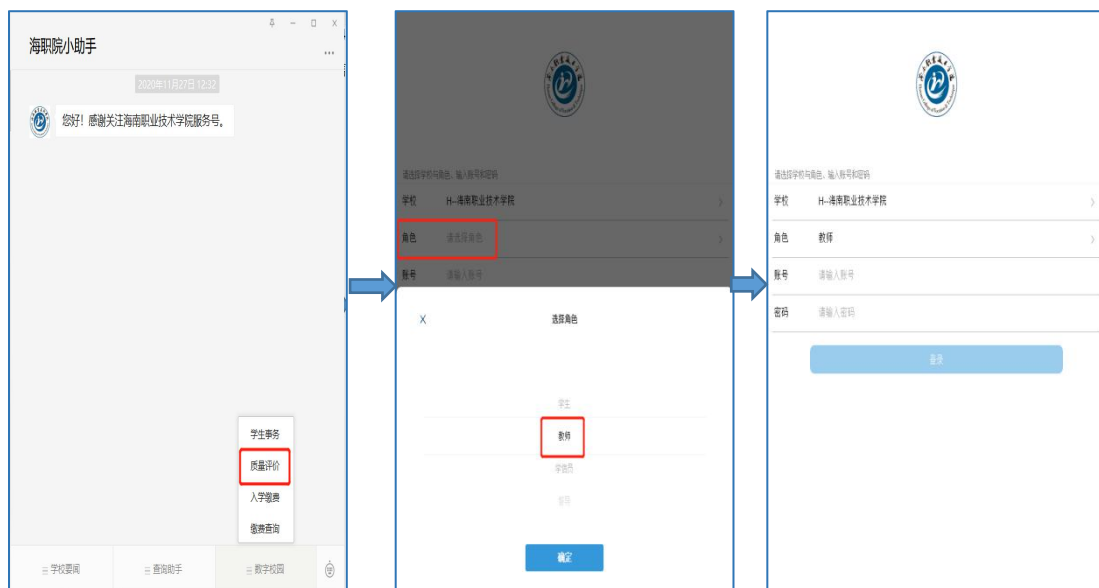 海职院小助手
...
2020年11月27日 12:32
您好！感谢关注海南职业技术学院服务号。
学生事务
质量评价
入学缴费
缴费查询
学校要闻
查询助手
数字校园
请选择学校与角色，输入账号和密码
学校 H--海南职业技术学院
角色 请选择角色
账号 请输入账号
X 选择角色
学生
教师
学信员
督导
确定
请选择学校与角色，输入账号和密码
学校 H--海南职业技术学院
角色 教师
账号 请输入账号
密码 请输入密码
登录